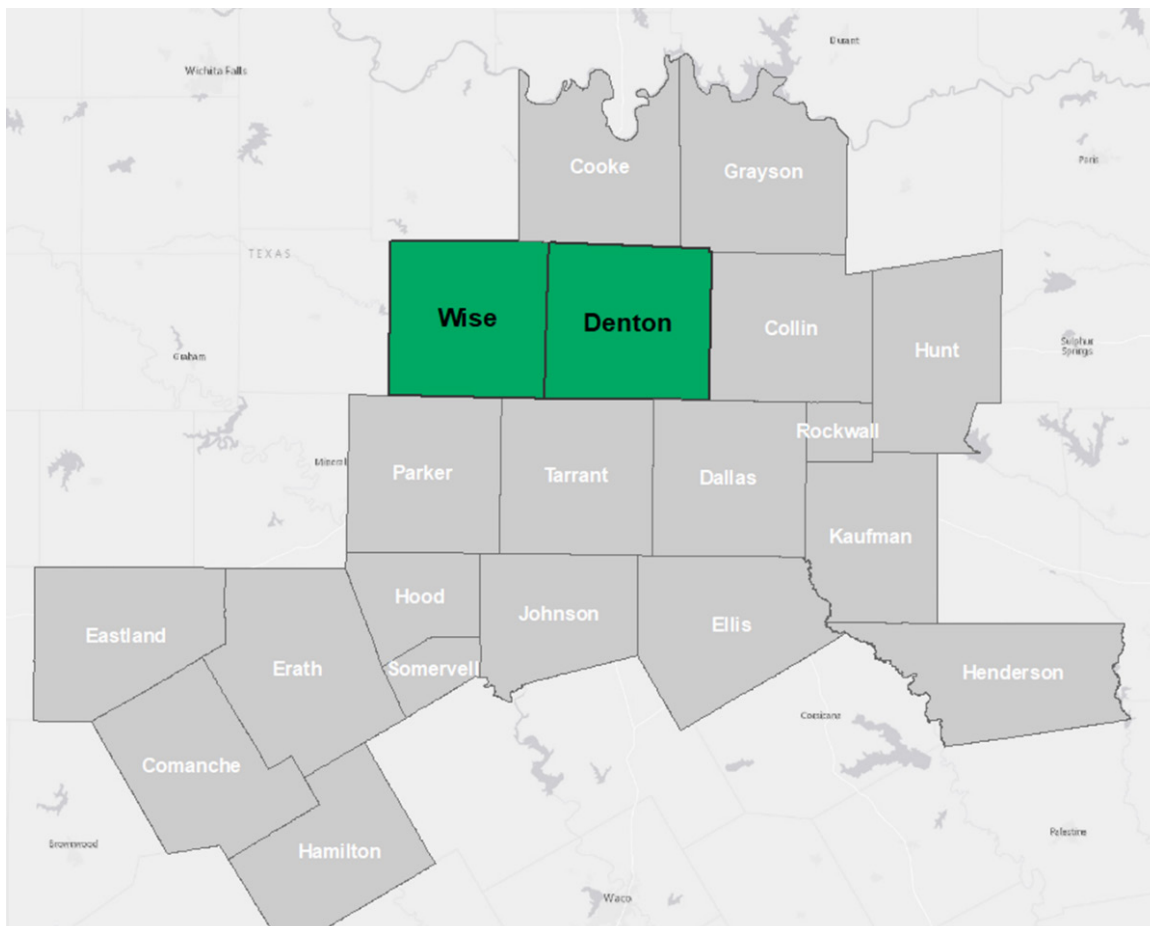 Durant
Wichita Falls
Cooke
Grayson
Paris
TEXAS
Wise
Denton
Collin
Hunt
Graham
Sulphur
Springs
Rockwall
Mineral
Parker
Tarrant
Dallas
Kaufman
Hood
Johnson
Ellis
Eastland
Erath
Somervell
Henderson
Corsicana
Comanche
Brownwood
Palestine
Hamilton
Waco